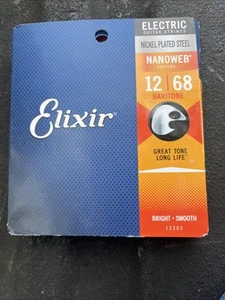 ELECTRIC
GUITAR STRINGS
NICKEL PLATED STEEL
NANOWEB®
COATING
12 | 68
BARITONE
Elixir
GREAT TONE
LONG LIFE
BRIGHT • SMOOTH
12302